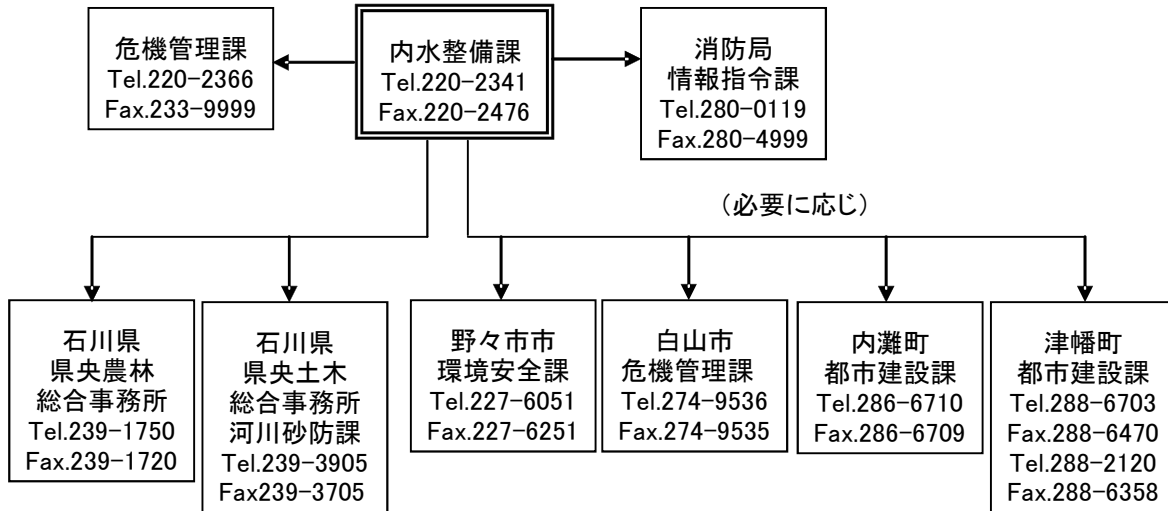 危機管理課
Tel.220-2366
Fax.233-9999
内水整備課
Tel.220-2341
Fax.220-2476
消防局
情報指令課
Tel.280-0119
Fax.280-4999
（必要に応じ）
石川県
県央農林
総合事務所
Tel.239-1750
Fax.239-1720
石川県
県央土木
総合事務所
河川砂防課
Tel.239-3905
Fax239-3705
野々市市
環境安全課
Tel.227-6051
Fax.227-6251
白山市
危機管理課
Tel.274-9536
Fax.274-9535
内灘町
都市建設課
Tel.286-6710
Fax.286-6709
津幡町
都市建設課
Tel.288-6703
Fax.288-6470
Tel.288-2120
Fax.288-6358